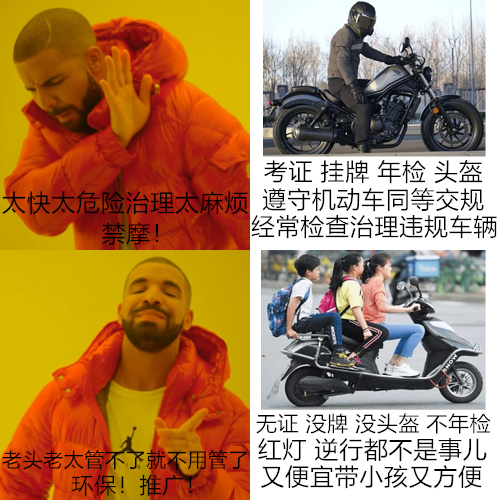 太快太危险治理太麻烦
禁摩！
考证 挂牌 年检 头盔
遵守机动车同等交规
经常检查治理违规车辆
老头老太管不了就不用管了
环保！推广！
无证 没牌 没头盔 不年检
红灯 逆行都不是事儿
又便宜带小孩又方便